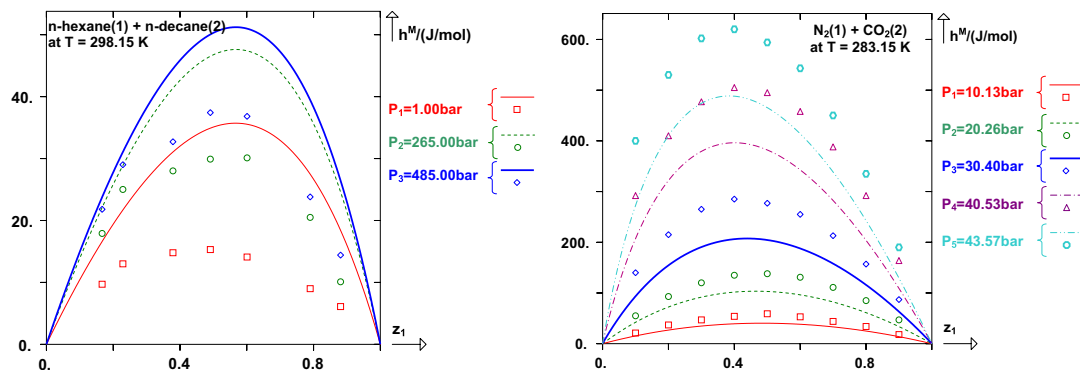 n-hexane(1) + n-decane(2)
at T = 298.15 K
hᴹ/(J/mol)
40.
20.
0.
0.
0.4
0.8
z₁
P₁=1.00bar
P₂=265.00bar
P₃=485.00bar
N₂(1) + CO₂(2)
at T = 283.15 K
hᴹ/(J/mol)
600.
400.
200.
0.
0.
0.4
0.8
z₁
P₁=10.13bar
P₂=20.26bar
P₃=30.40bar
P₄=40.53bar
P₅=43.57bar